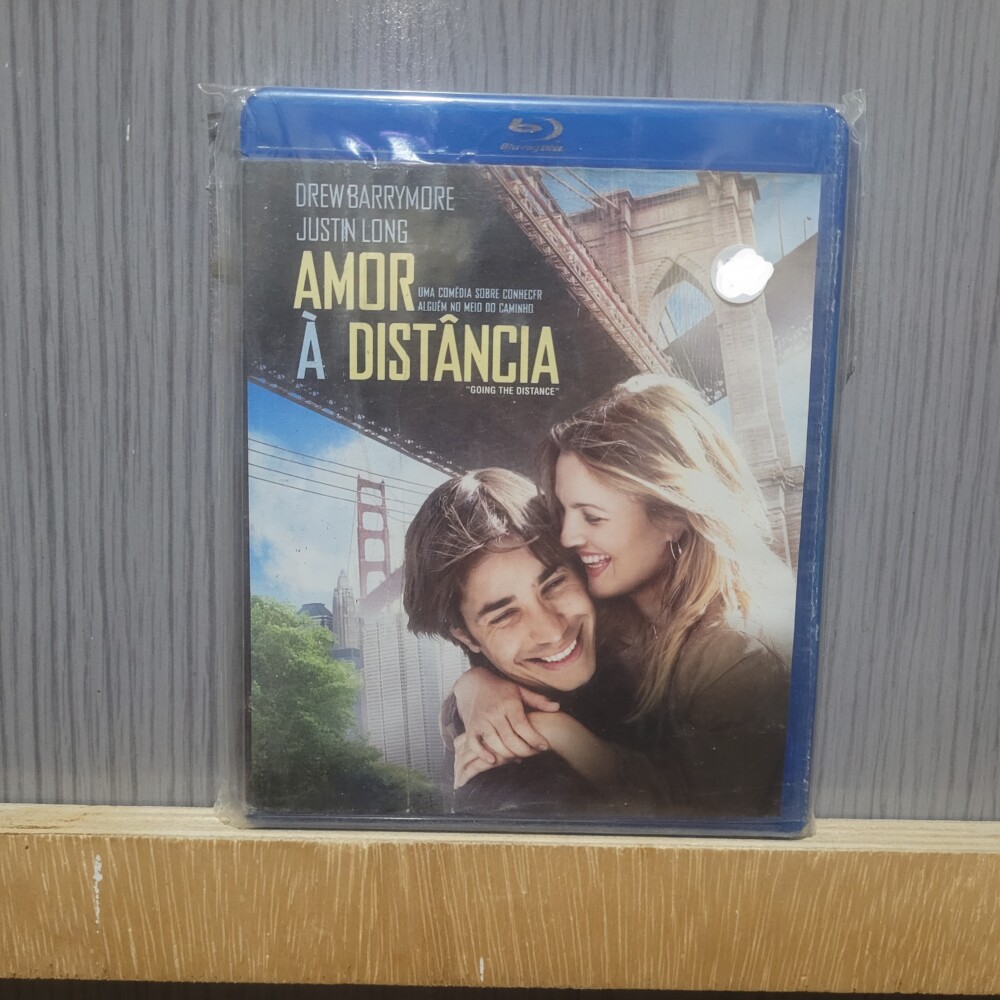 Blu-ray Disc
DREW BARRYMORE
JUSTIN LONG
AMOR
UMA COMÉDIA SOBRE CONHECER
ALGUÉM NO MEIO DO CAMINHO
À DISTÂNCIA
"GOING THE DISTANCE"